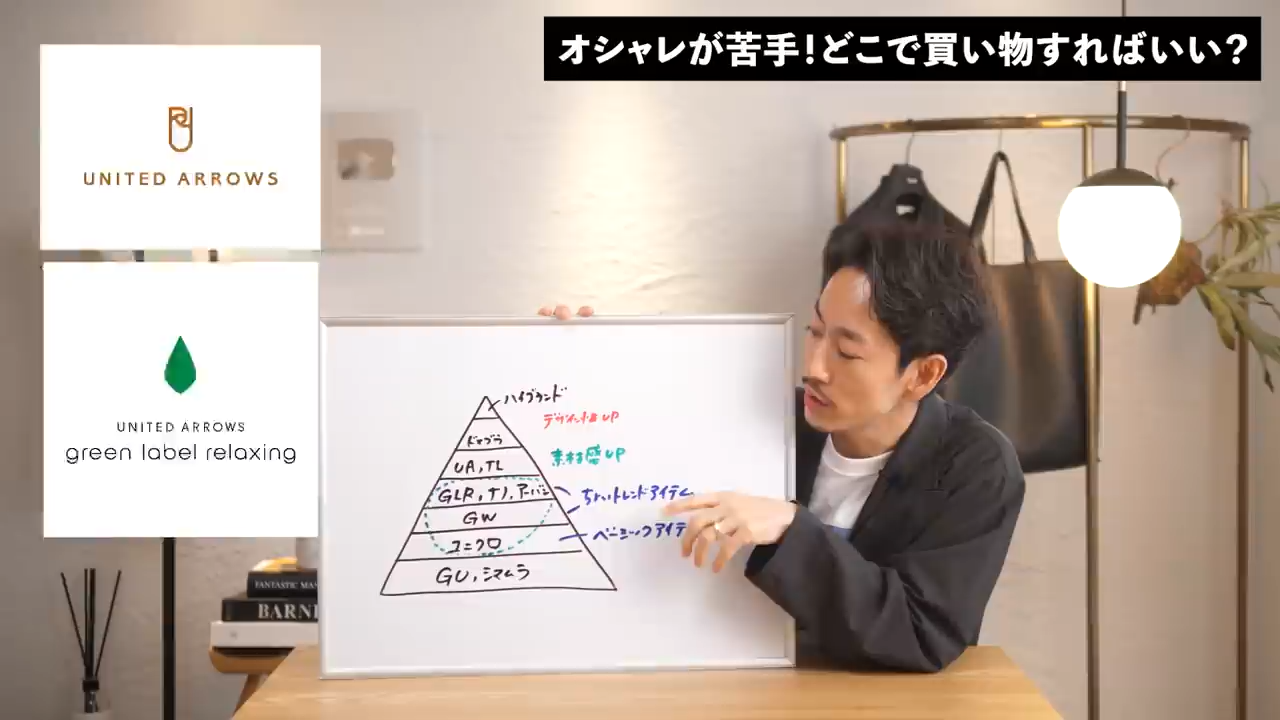 オシャレが苦手!どこで買い物すればいい?
UNITED ARROWS
UNITED ARROWS
green label relaxing
ハイブランド
デザイン性UP
ドメブラ
UA,TL
素材感UP
GLR,ナノ,アーバン
ちょいトレンドアイテム
GW
ユニクロ
ベーシックアイテ
GU,シマムラ
FANTASTIC MAN
BARN